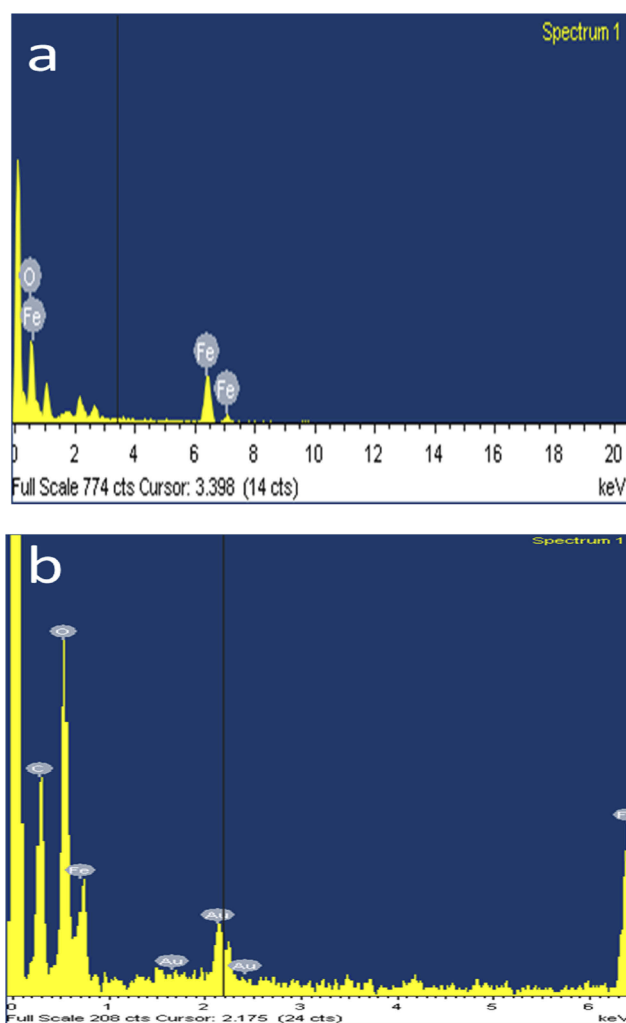 a
Spectrum 1
O
Fe
Fe
Fe
0 2 4 6 8 10 12 14 16 18 20
Full Scale 774 cts Cursor: 3.398 (14 cts) keV
b
Spectrum 1
O
C
Fe
Au
Au
Au
0 1 2 3 4 5 6
Full Scale 208 cts Cursor: 2.175 (24 cts) keV